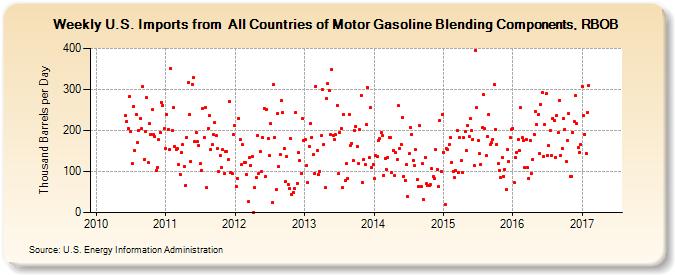 Weekly U.S. Imports from All Countries of Motor Gasoline Blending Components, RBOB
Thousand Barrels per Day
400
300
200
100
0
2010 2011 2012 2013 2014 2015 2016 2017
Source: U.S. Energy Information Administration